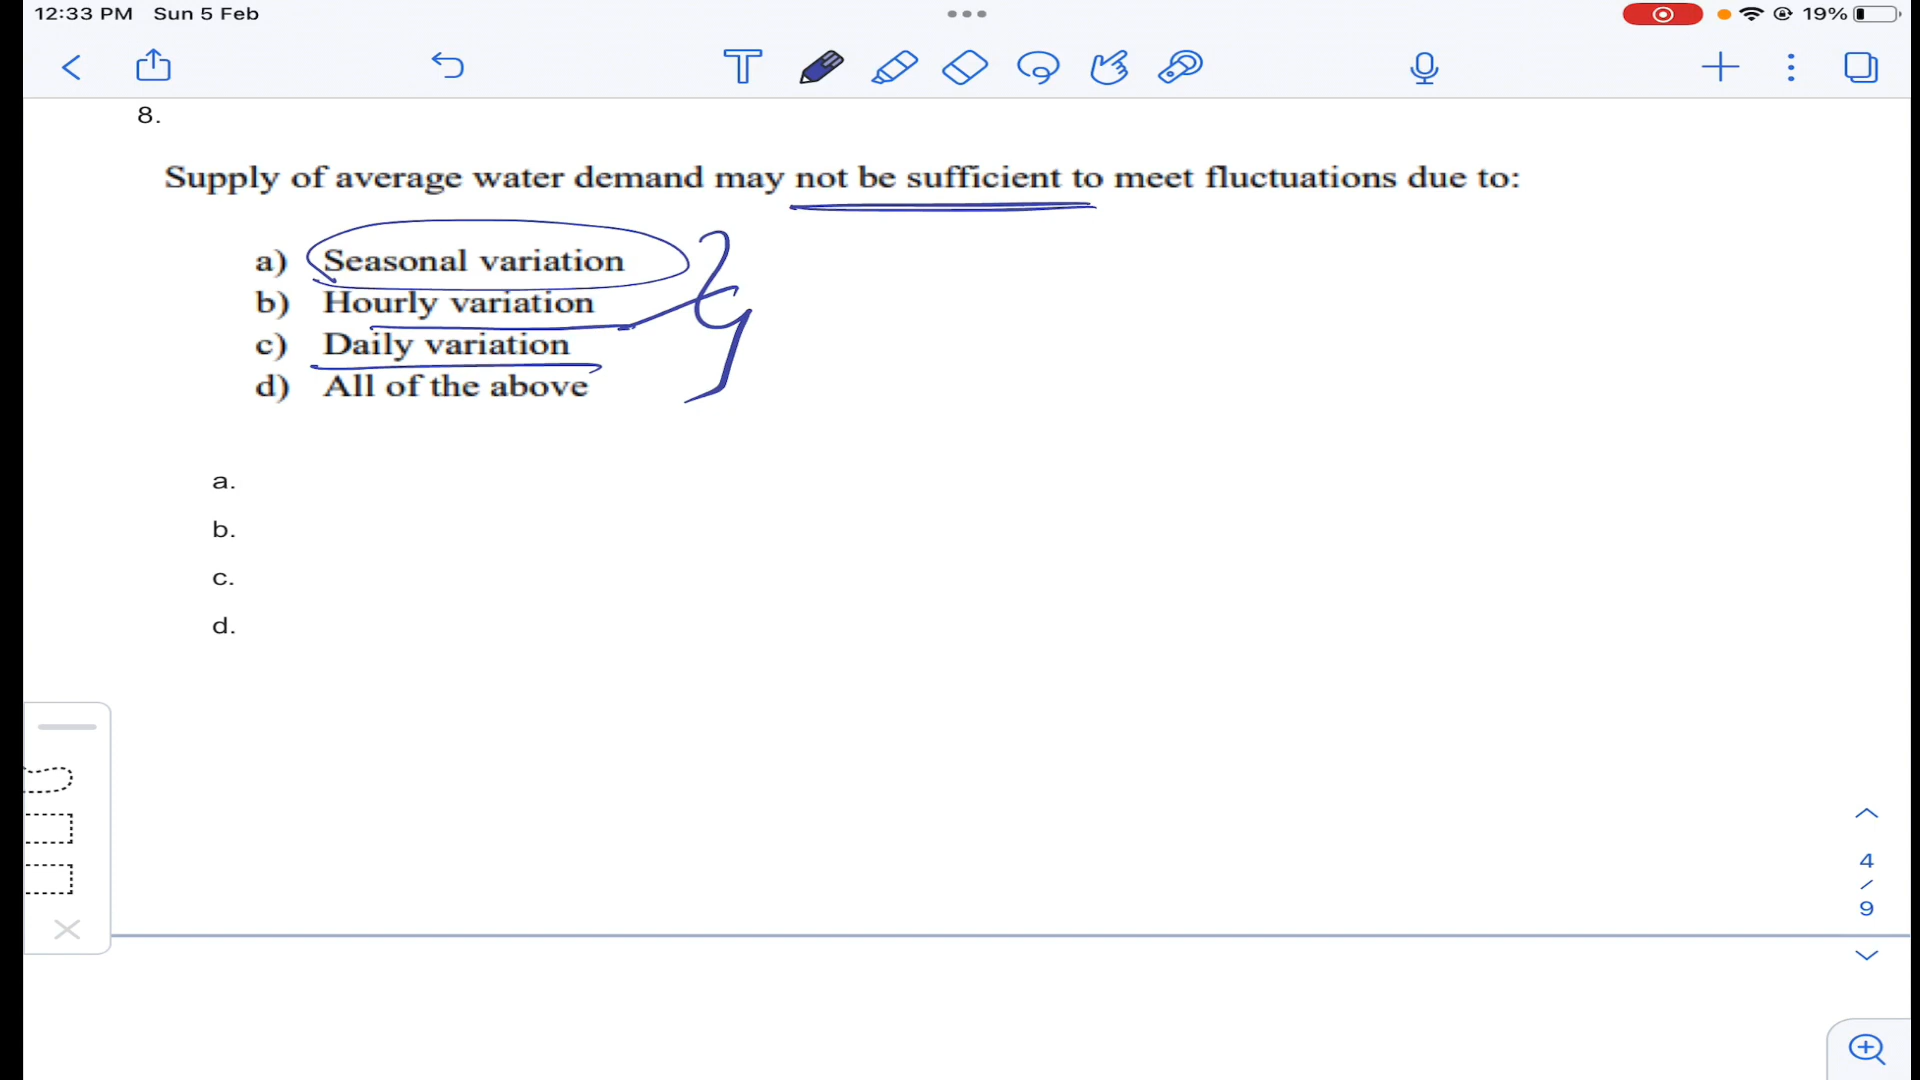 12:33 PM Sun 5 Feb
19%
8.
Supply of average water demand may not be sufficient to meet fluctuations due to:
a) Seasonal variation
b) Hourly variation
c) Daily variation
d) All of the above
a.
b.
c.
d.
4
/
9